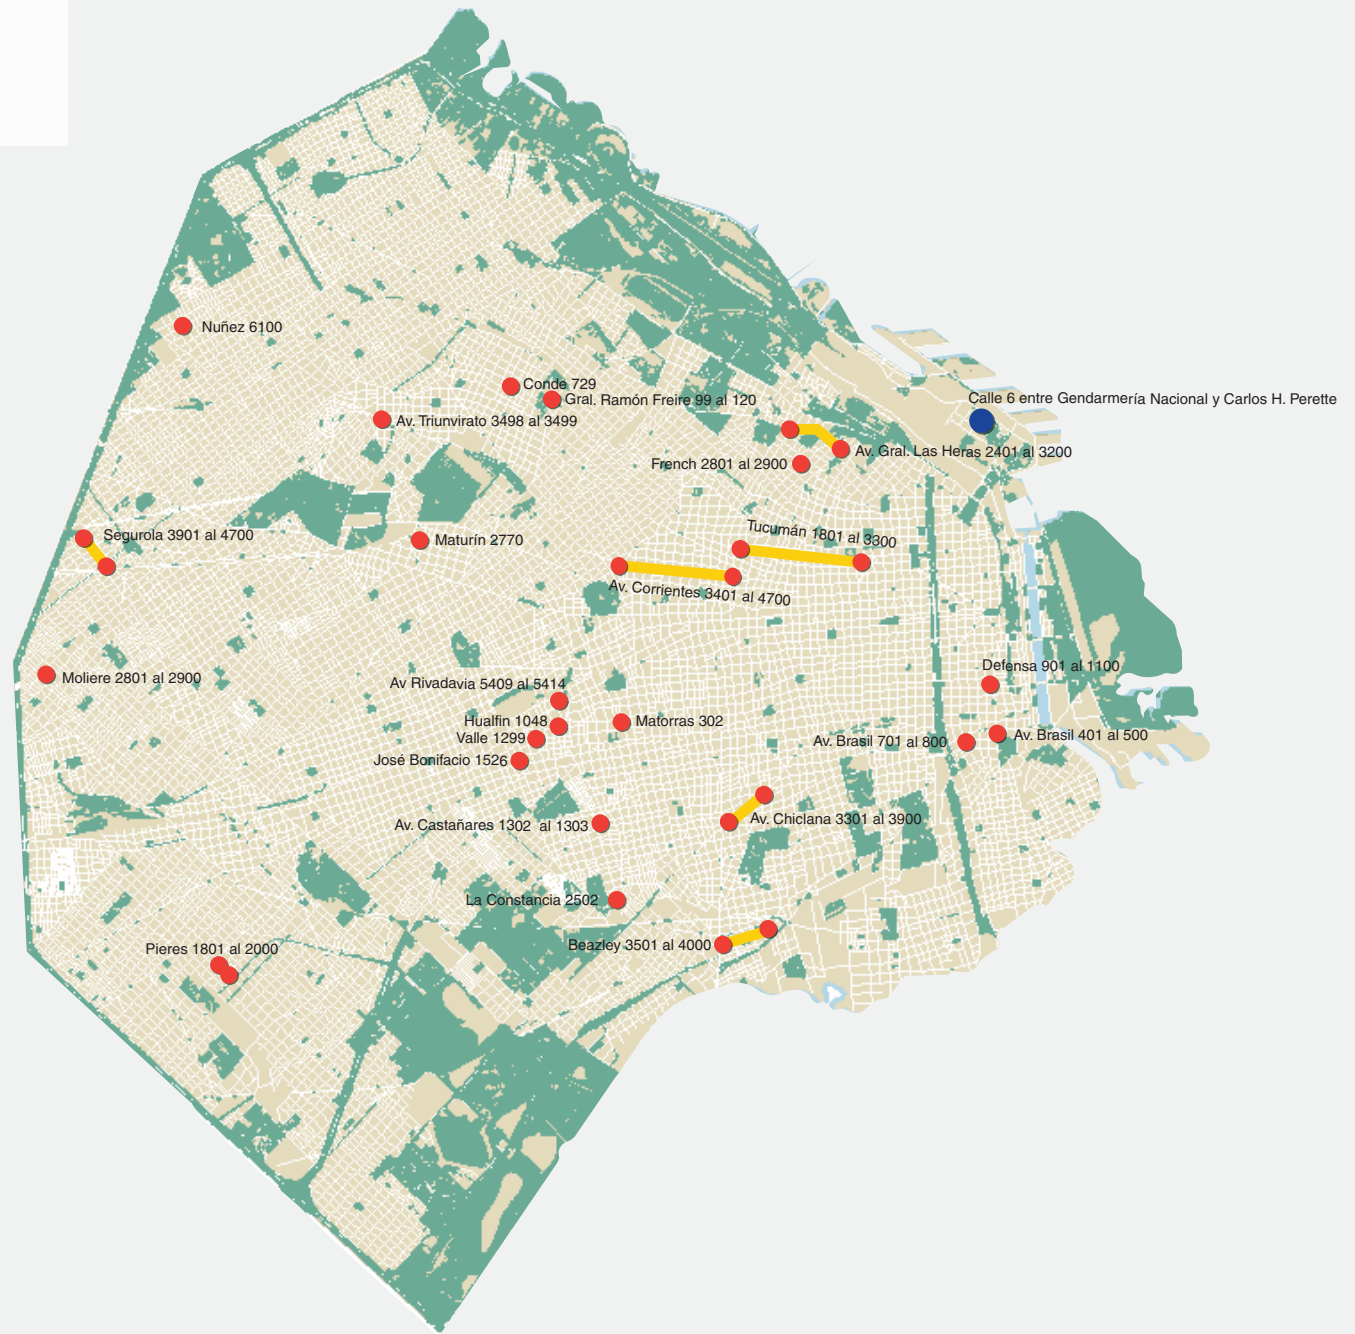 Nuñez 6100
Conde 729
Gral. Ramón Freire 99 al 120
Calle 6 entre Gendarmería Nacional y Carlos H. Perette
Av. Triunvirato 3498 al 3499
Av. Gral. Las Heras 2401 al 3200
French 2801 al 2900
Segurola 3901 al 4700
Maturín 2770
Tucumán 1801 al 3300
Av. Corrientes 3401 al 4700
Defensa 901 al 1100
Moliere 2801 al 2900
Av Rivadavia 5409 al 5414
Hualfin 1048
Matorras 302
Valle 1299
Av. Brasil 701 al 800
Av. Brasil 401 al 500
José Bonifacio 1526
Av. Castañares 1302 al 1303
Av. Chiclana 3301 al 3900
La Constancia 2502
Beazley 3501 al 4000
Pieres 1801 al 2000